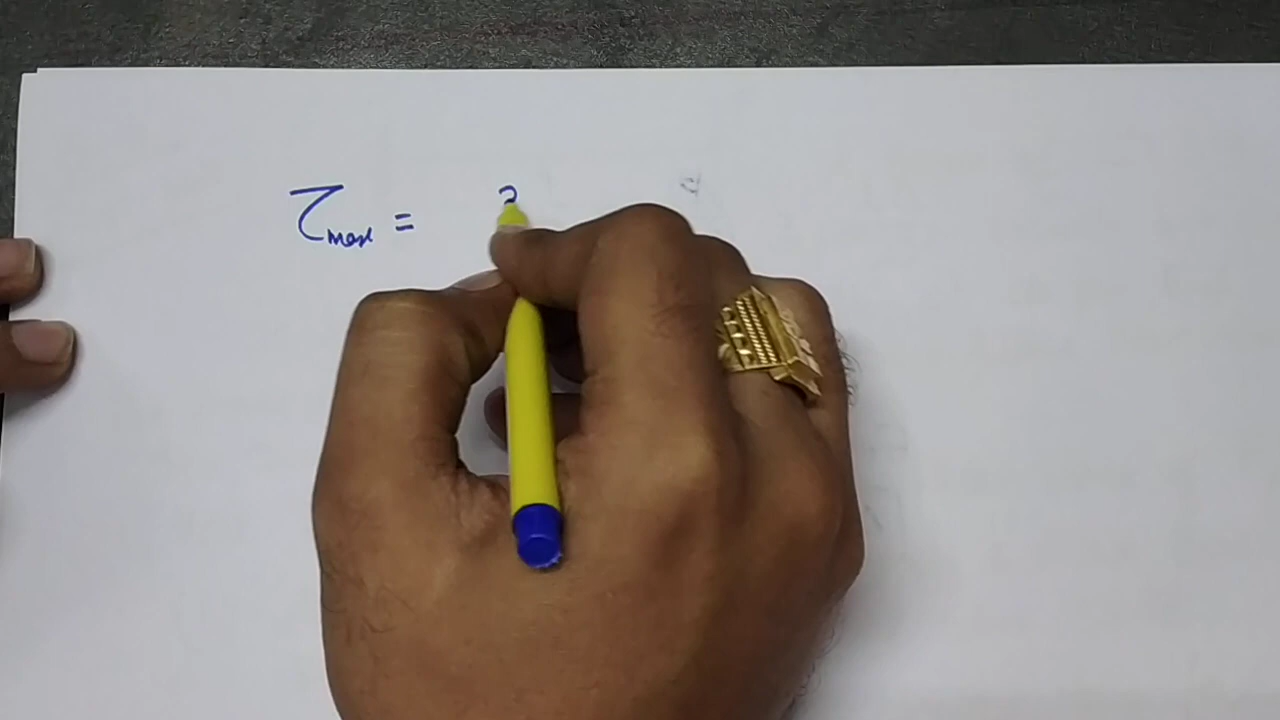 τmax =